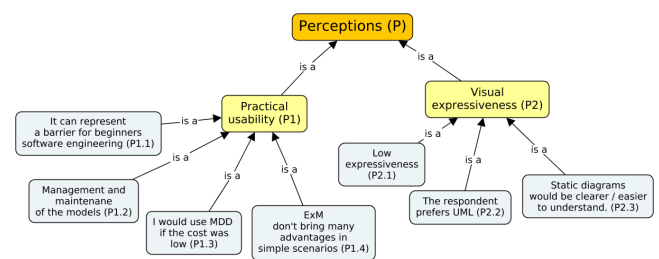 Perceptions (P)
is a
is a
Practical
usability (P1)
Visual
expressiveness (P2)
It can represent
a barrier for beginners
software engineering (P1.1)
is a
is a
is a
is a
Management and
maintenane
of the models (P1.2)
I would use MDD
if the cost was
low (P1.3)
ExM
don't bring many
advantages in
simple scenarios (P1.4)
is a
is a
is a
Low
expressiveness
(P2.1)
The respondent
prefers UML (P2.2)
Static diagrams
would be clearer / easier
to understand. (P2.3)